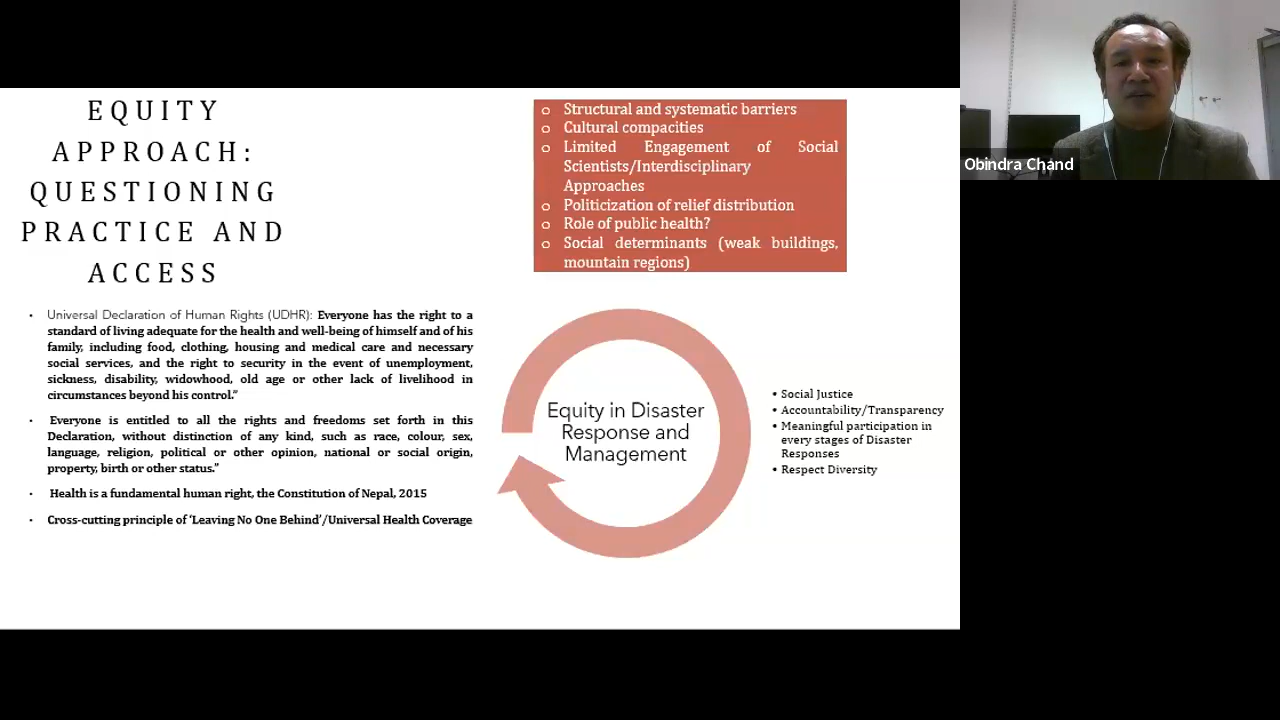 EQUITY
APPROACH:
QUESTIONING
PRACTICE AND
ACCESS
• Universal Declaration of Human Rights (UDHR): Everyone has the right to a
standard of living adequate for the health and well-being of himself and of his
family, including food, clothing, housing and medical care and necessary
social services, and the right to security in the event of unemployment,
sickness, disability, widowhood, old age or other lack of livelihood in
circumstances beyond his control."
• Everyone is entitled to all the rights and freedoms set forth in this
Declaration, without distinction of any kind, such as race, colour, sex,
language, religion, political or other opinion, national or social origin,
property, birth or other status."
• Health is a fundamental human right, the Constitution of Nepal, 2015
• Cross-cutting principle of 'Leaving No One Behind'/Universal Health Coverage
o Structural and systematic barriers
o Cultural compacities
o Limited Engagement of Social
Scientists/Interdisciplinary
Approaches
o Politicization of relief distribution
o Role of public health?
o Social determinants (weak buildings,
mountain regions)
Equity in Disaster
Response and
Management
• Social Justice
• Accountability/Transparency
• Meaningful participation in
every stages of Disaster
Responses
• Respect Diversity
Obindra Chand